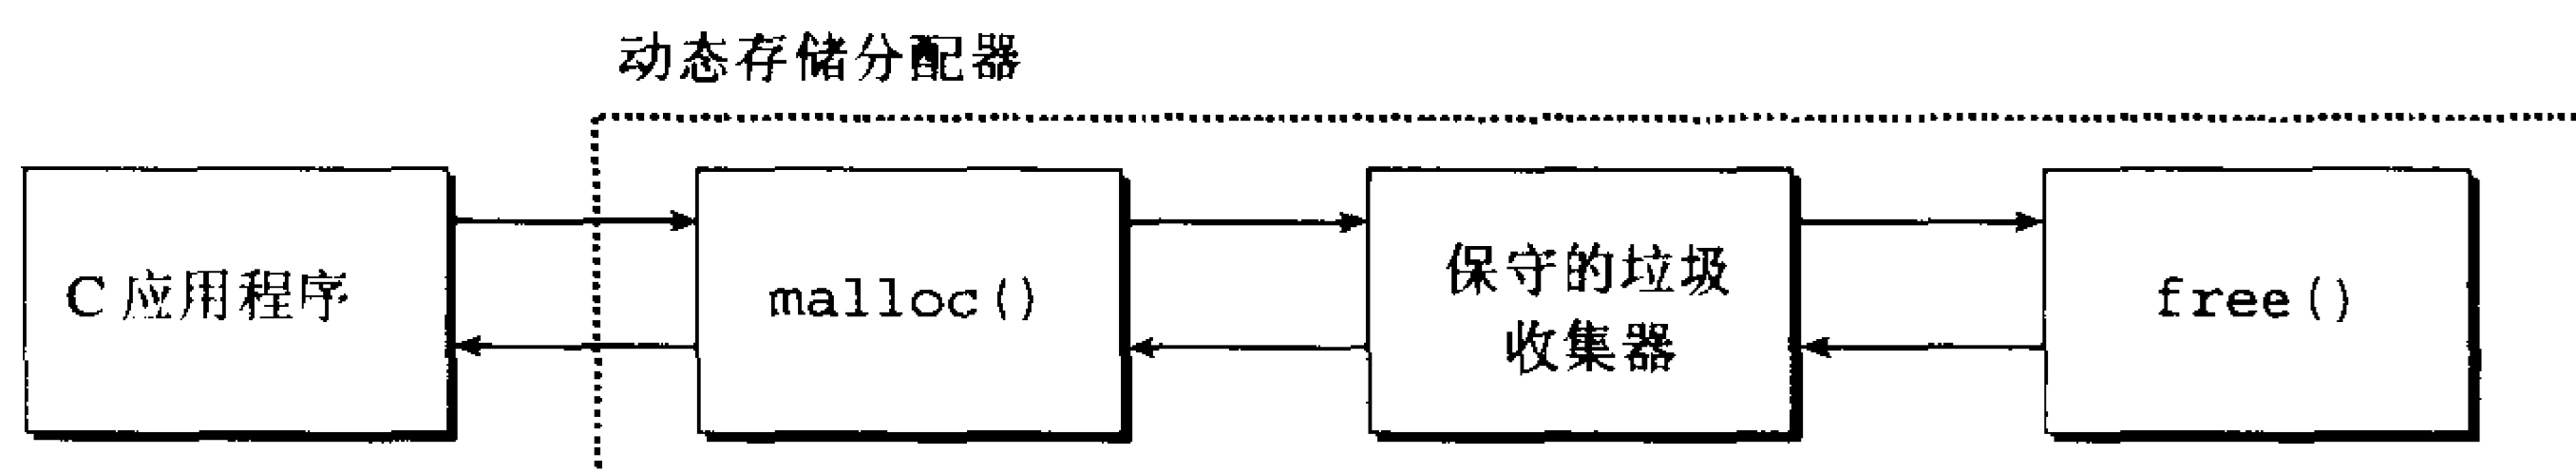 动态存储分配器
C 应用程序
malloc()
保守的垃圾
收集器
free()